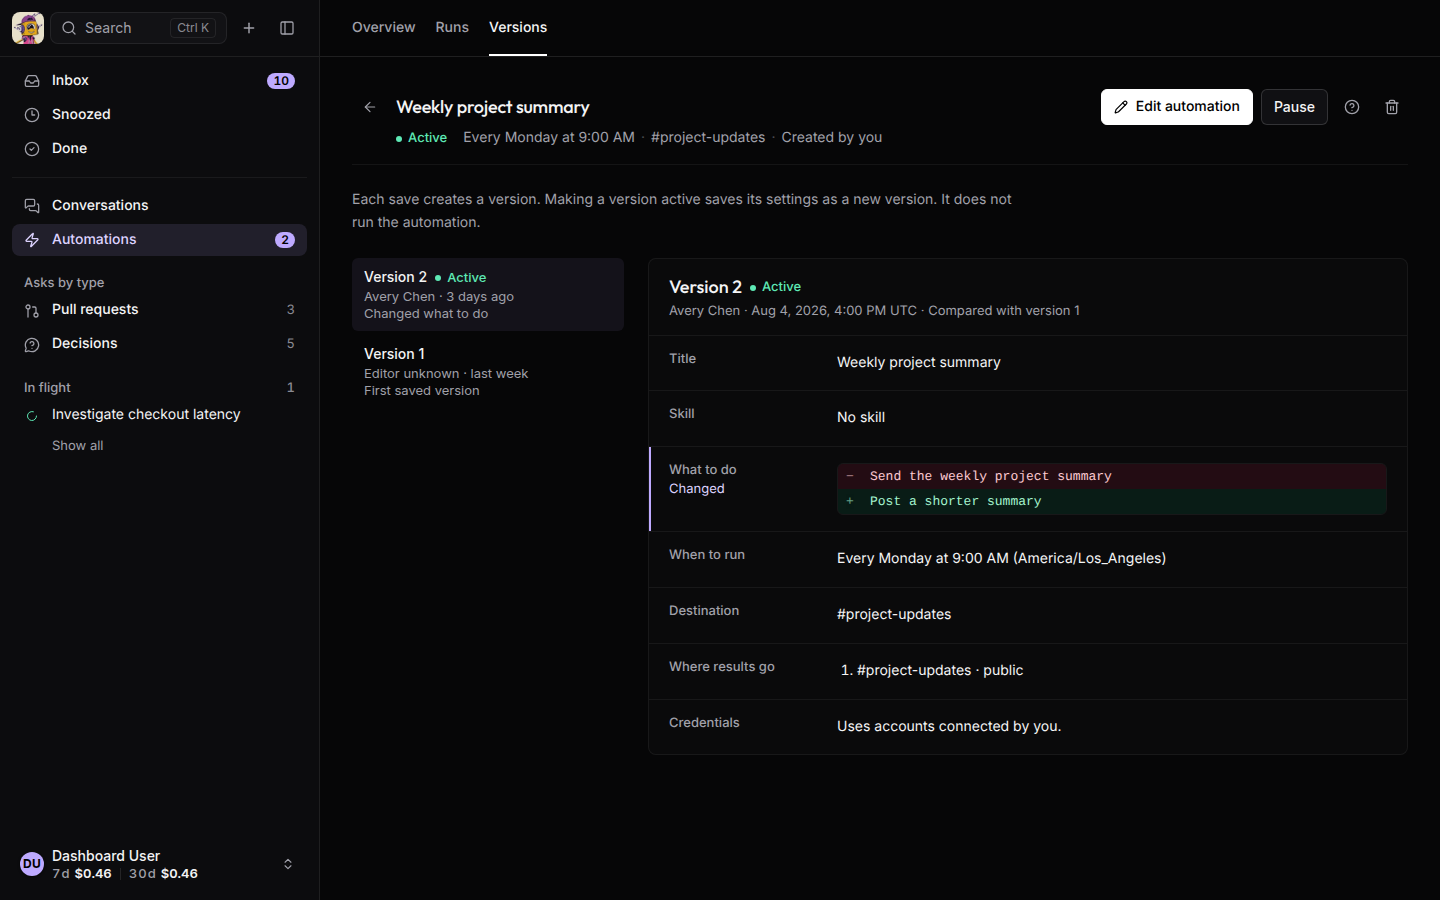 Search
Ctrl K
Inbox
10
Snoozed
Done
Conversations
Automations
2
Asks by type
Pull requests
3
Decisions
5
In flight
1
Investigate checkout latency
Show all
DU
Dashboard User
7d $0.46 | 30d $0.46
Overview
Runs
Versions
Weekly project summary
Active
Every Monday at 9:00 AM · #project-updates · Created by you
Edit automation
Pause
Each save creates a version. Making a version active saves its settings as a new version. It does not
run the automation.
Version 2
Active
Avery Chen · 3 days ago
Changed what to do
Version 1
Editor unknown · last week
First saved version
Version 2
Active
Avery Chen · Aug 4, 2026, 4:00 PM UTC · Compared with version 1
Title
Weekly project summary
Skill
No skill
What to do
Changed
− Send the weekly project summary
+ Post a shorter summary
When to run
Every Monday at 9:00 AM (America/Los_Angeles)
Destination
#project-updates
Where results go
1. #project-updates · public
Credentials
Uses accounts connected by you.